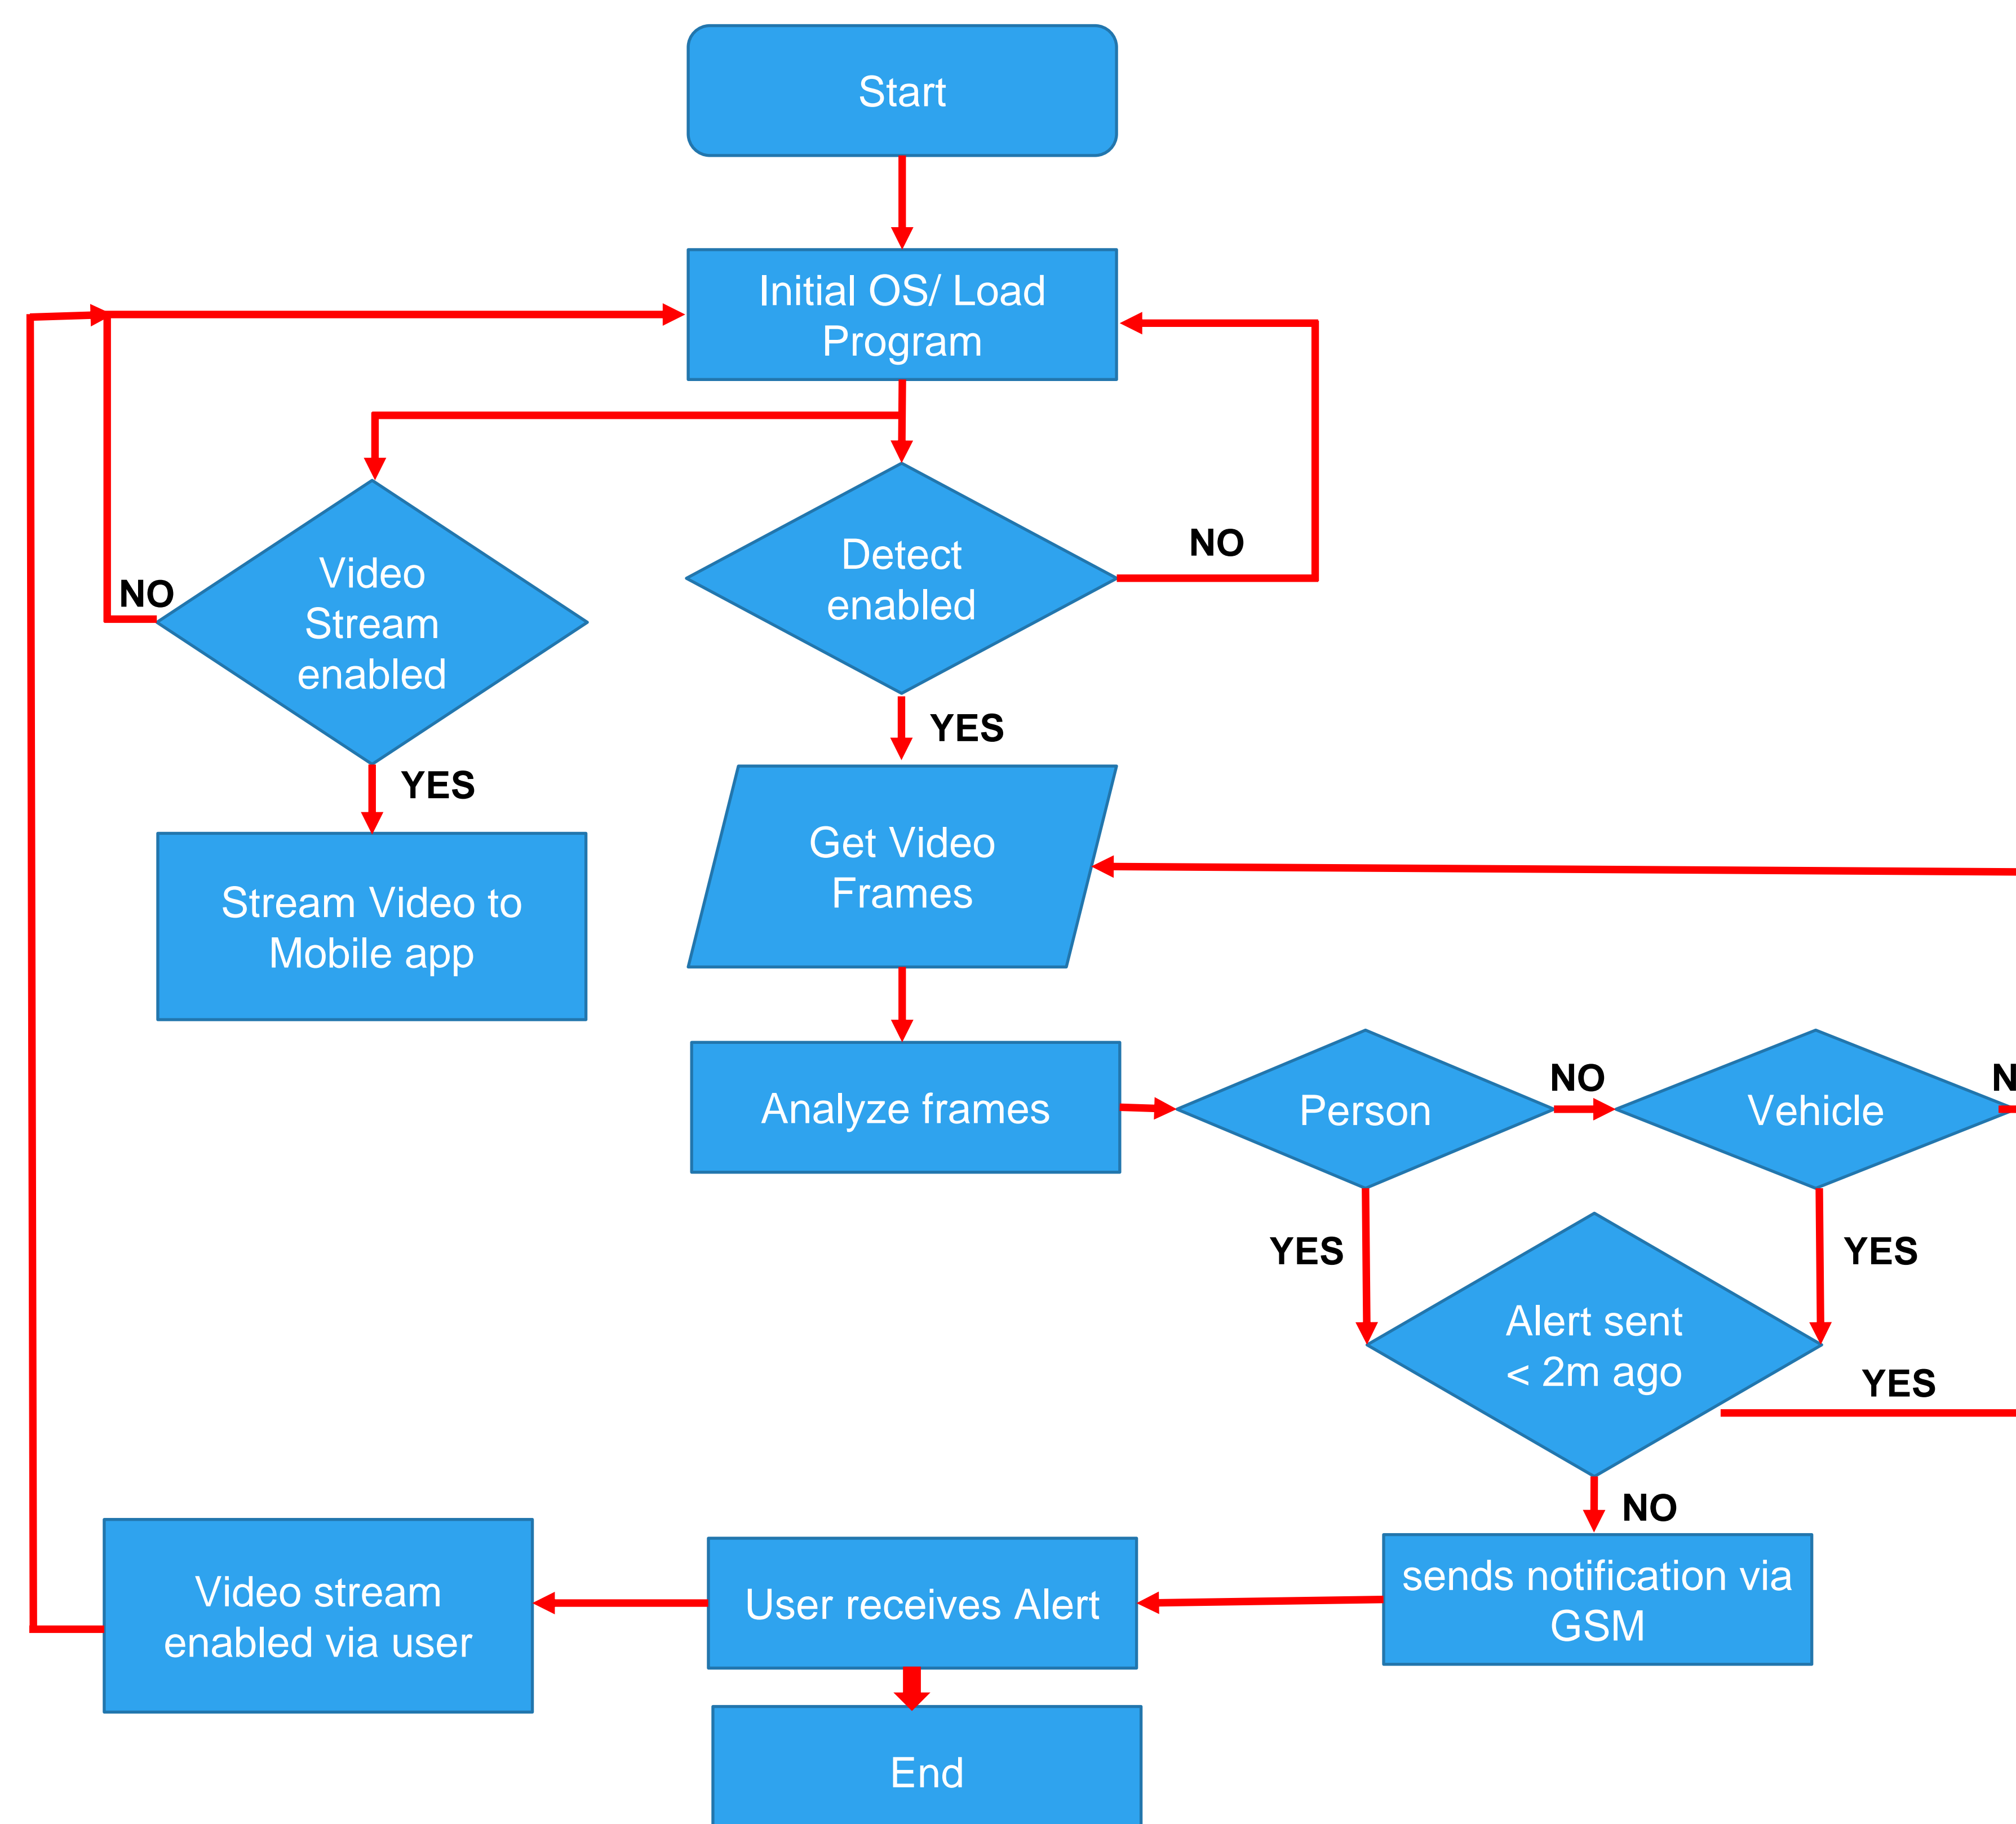 Start
Initial OS/ Load
Program
NO
Video
Stream
enabled
Detect
enabled
NO
YES
YES
Get Video
Frames
Stream Video to
Mobile app
Analyze frames
Person
NO
Vehicle
YES
YES
Alert sent
< 2m ago
YES
NO
Video stream
enabled via user
User receives Alert
sends notification via
GSM
End